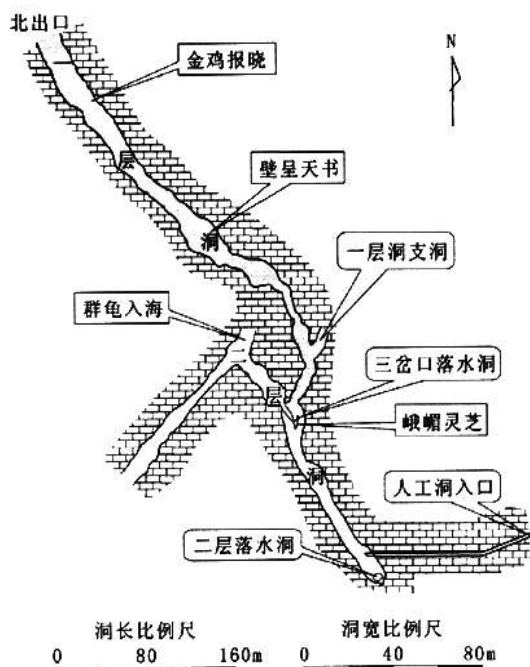 北出口
N
金鸡报晓
一
层
壁呈天书
洞
一层洞支洞
群龟入海
二
三岔口落水洞
层
峨嵋灵芝
洞
人工洞入口
二层落水洞
洞长比例尺
0 80 160m
洞宽比例尺
0 40 80m